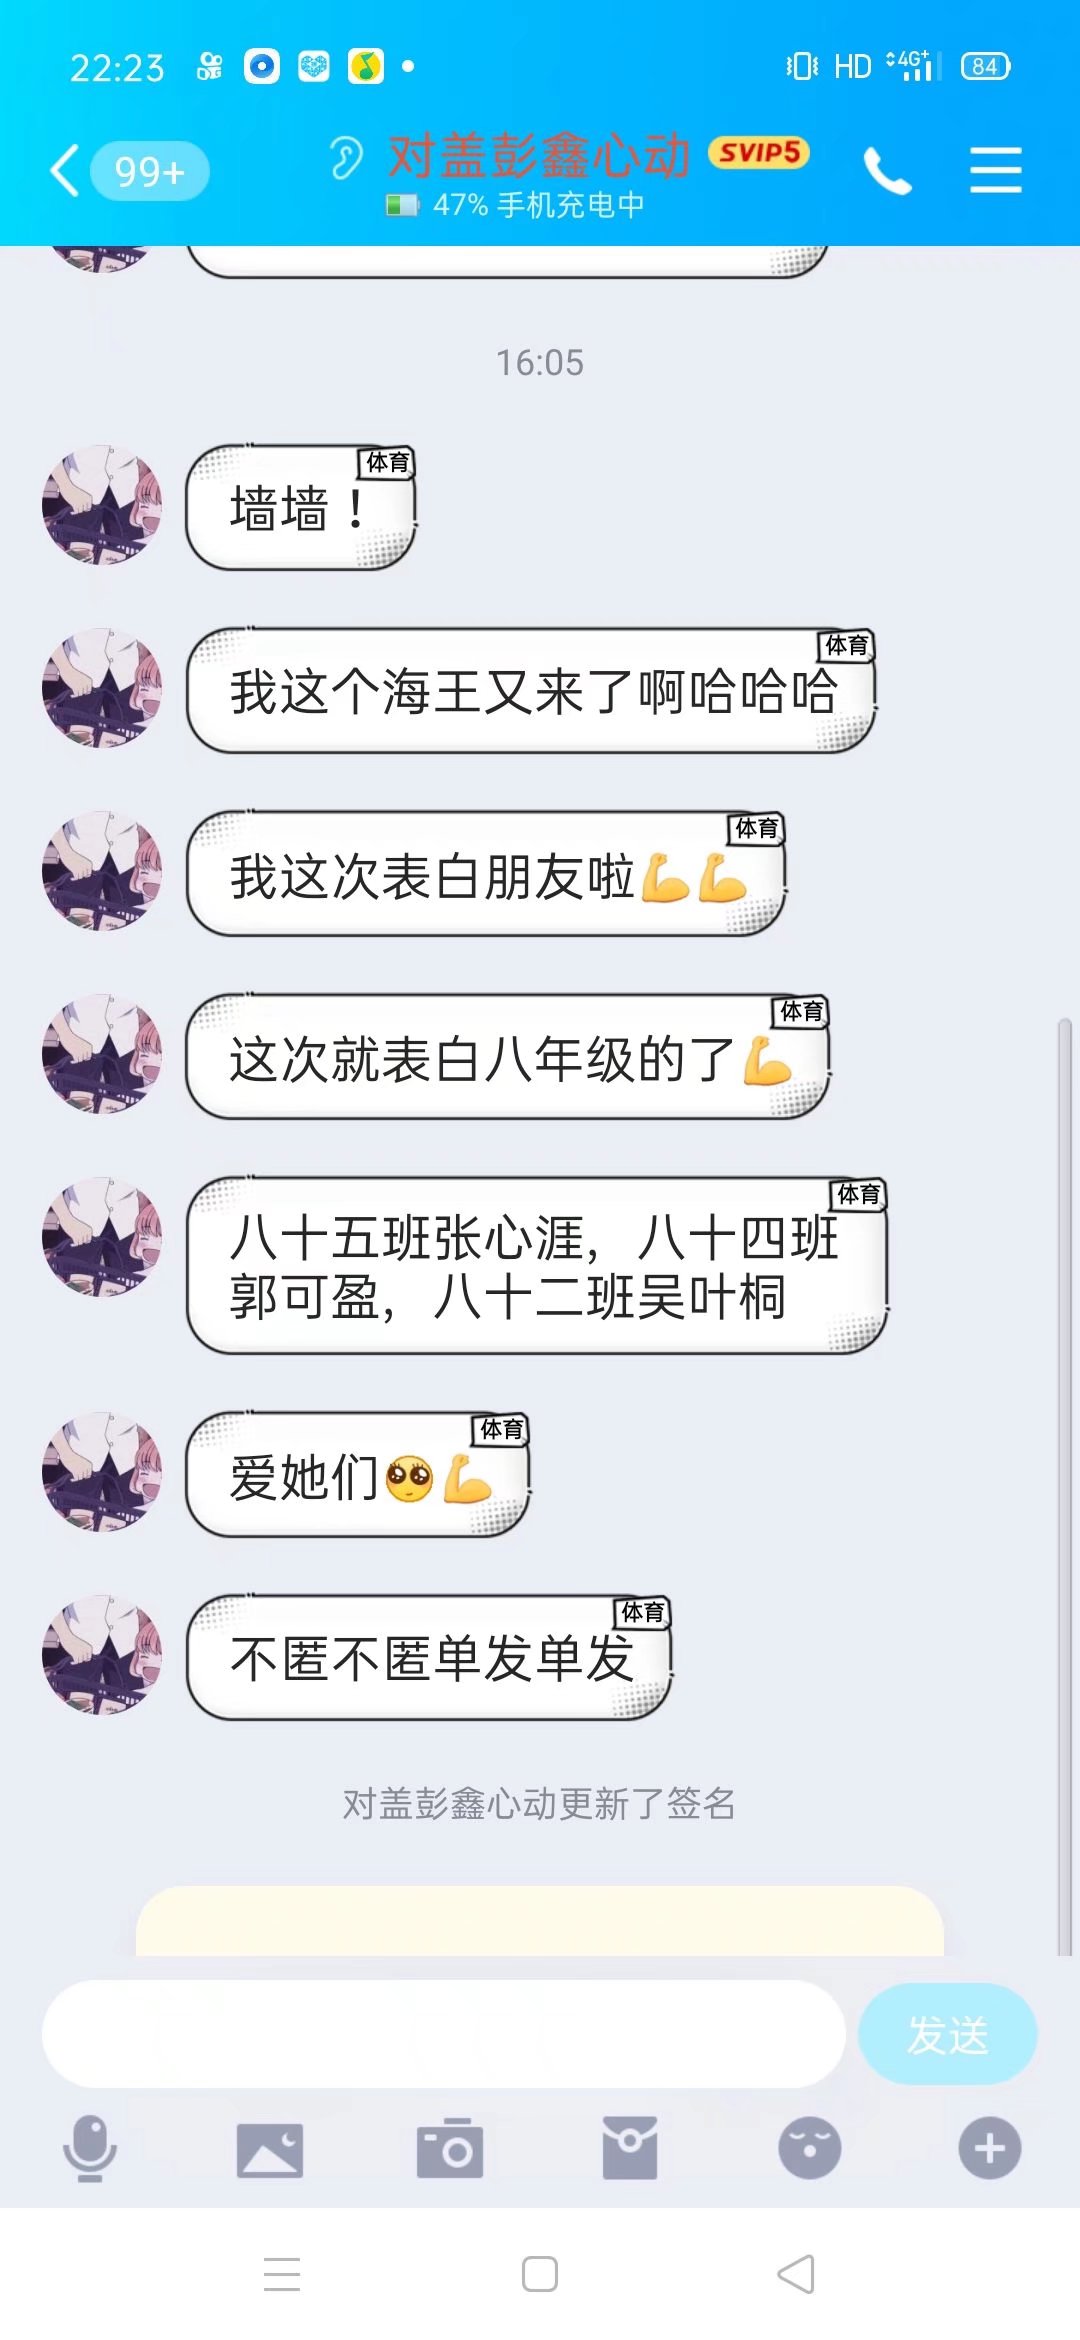 22:23
HD 4G+ 84
99+
对盖彭鑫心动 SVIP5
47% 手机充电中
16:05
体育
墙墙！
体育
我这个海王又来了啊哈哈哈
体育
我这次表白朋友啦💪💪
体育
这次就表白八年级的了💪
体育
八十五班张心涯，八十四班
郭可盈，八十二班吴叶桐
体育
爱她们🥺💪
体育
不匿不匿单发单发
对盖彭鑫心动更新了签名
发送